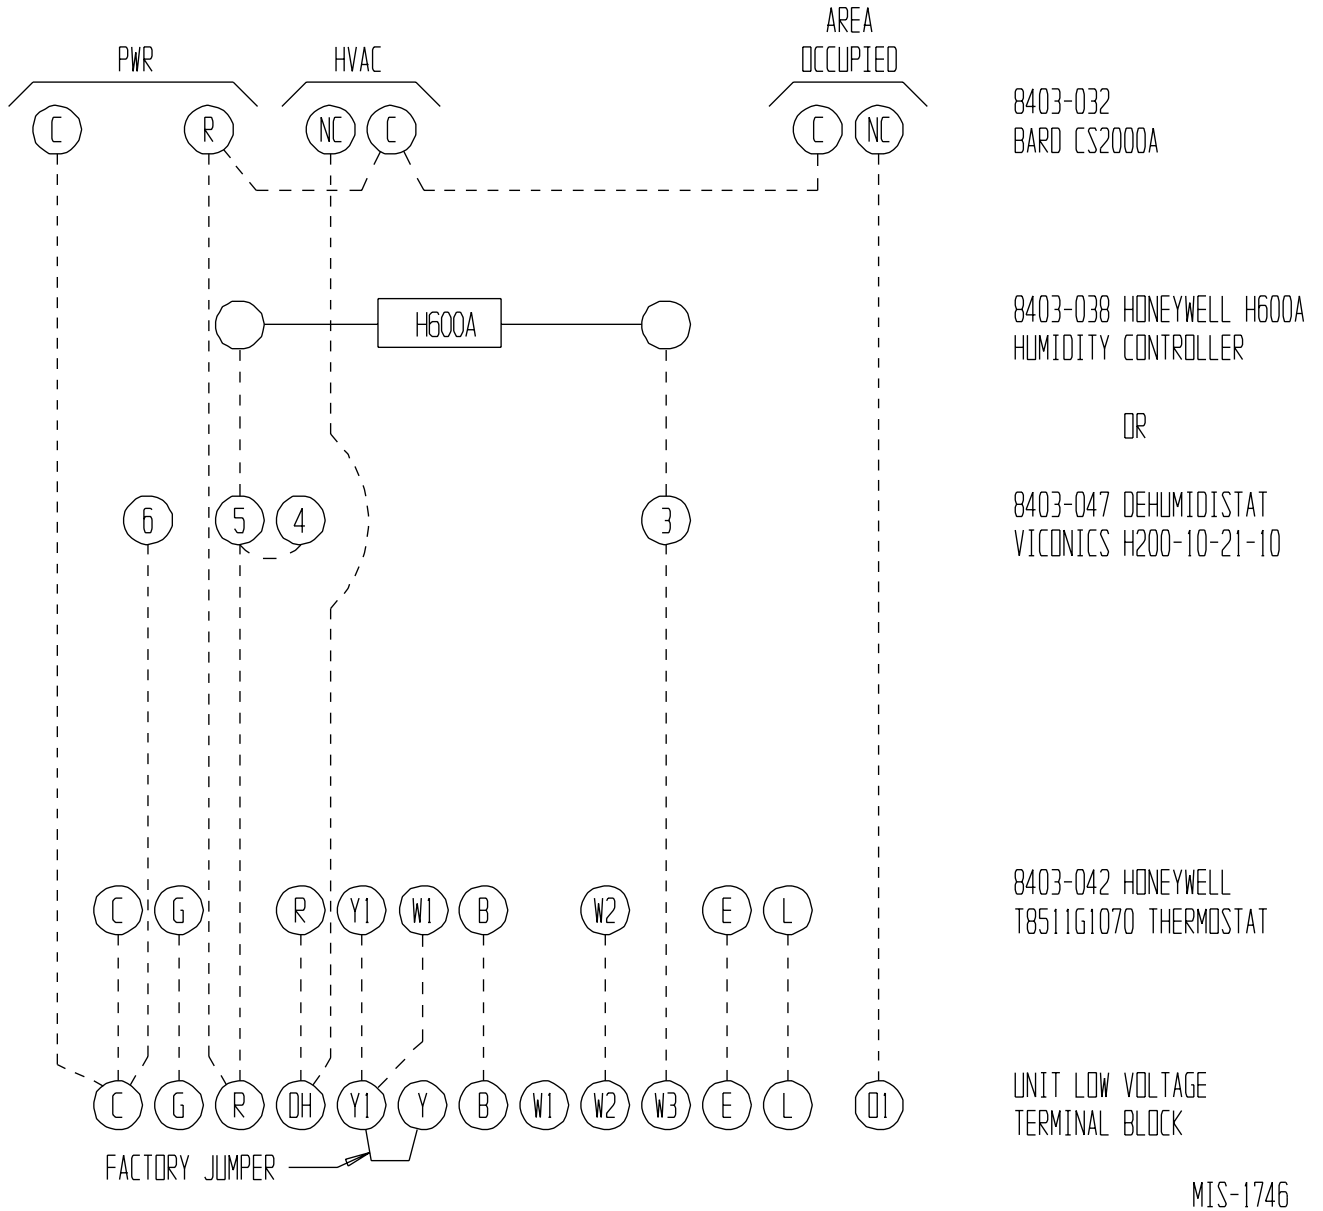 AREA
PWR HVAC OCCUPIED
C R NC C C NC
8403-032
BARD CS2000A
H600A
8403-038 HONEYWELL H600A
HUMIDITY CONTROLLER
OR
6 5 4 3
8403-047 DEHUMIDISTAT
VICONICS H200-10-21-10
C G R Y1 W1 B W2 E L
8403-042 HONEYWELL
T8511G1070 THERMOSTAT
C G R DH Y1 Y B W1 W2 W3 E L O1
UNIT LOW VOLTAGE
TERMINAL BLOCK
FACTORY JUMPER
MIS-1746